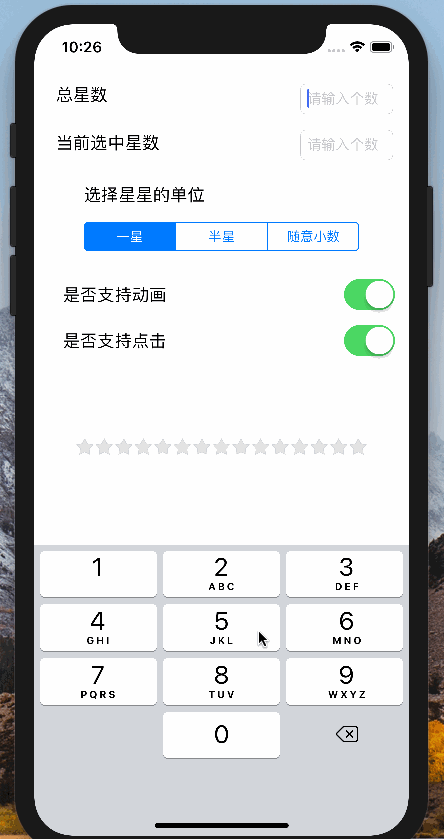 10:26
总星数 请输入个数
当前选中星数 请输入个数
选择星星的单位
一星 半星 随意小数
是否支持动画
是否支持点击
1 2 3
ABC DEF
4 5 6
GHI JKL MNO
7 8 9
PQRS TUV WXYZ
0